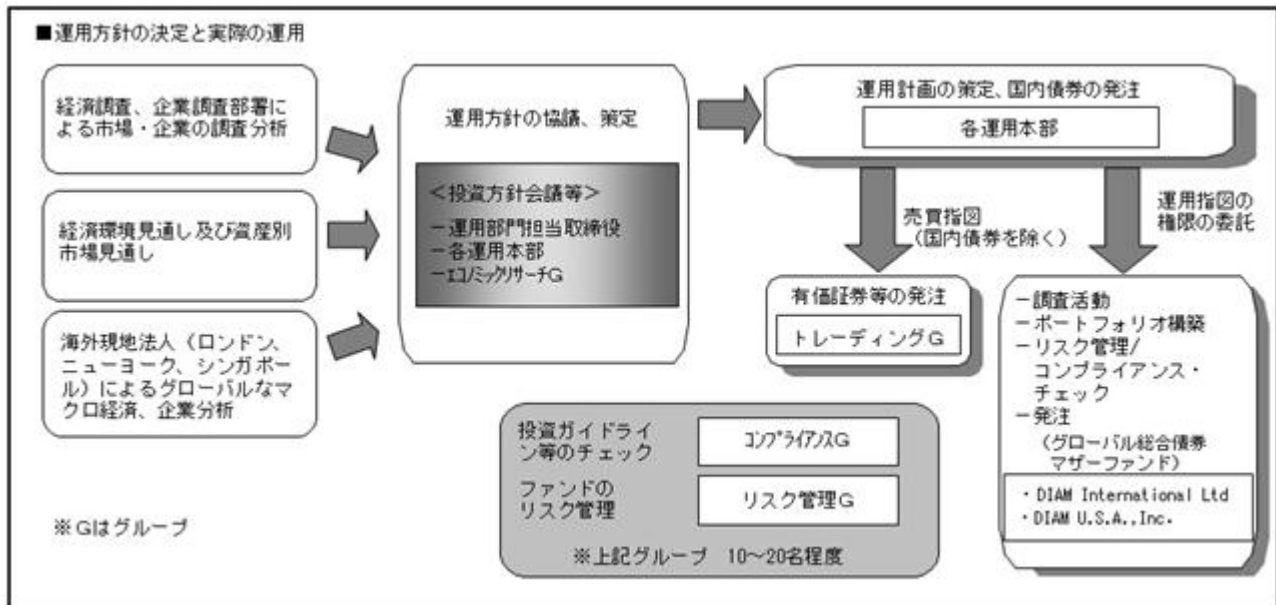 ■運用方針の決定と実際の運用
経済調査、企業調査部署に
よる市場・企業の調査分析
経済環境見通し及び資産別
市場見通し
海外現地法人（ロンドン、
ニューヨーク、シンガポー
ル）によるグローバルなマ
クロ経済、企業分析
※Gはグループ
運用方針の協議、策定
＜投資方針会議等＞
－運用部門担当取締役
－各運用本部
－ｴｺﾉﾐｯｸﾘｻｰﾁG
運用計画の策定、国内債券の発注
各運用本部
売買指図
（国内債券を除く）
運用指図の
権限の委託
有価証券等の発注
トレーディングG
－調査活動
－ポートフォリオ構築
－リスク管理/
コンプライアンス・
チェック
－発注
（グローバル総合債券
マザーファンド）
・DIAM International Ltd
・DIAM U.S.A.,Inc.
投資ガイドライ
ン等のチェック
ｺﾝﾌﾟﾗｲｱﾝｽG
ファンドの
リスク管理
リスク管理G
※上記グループ　10～20名程度